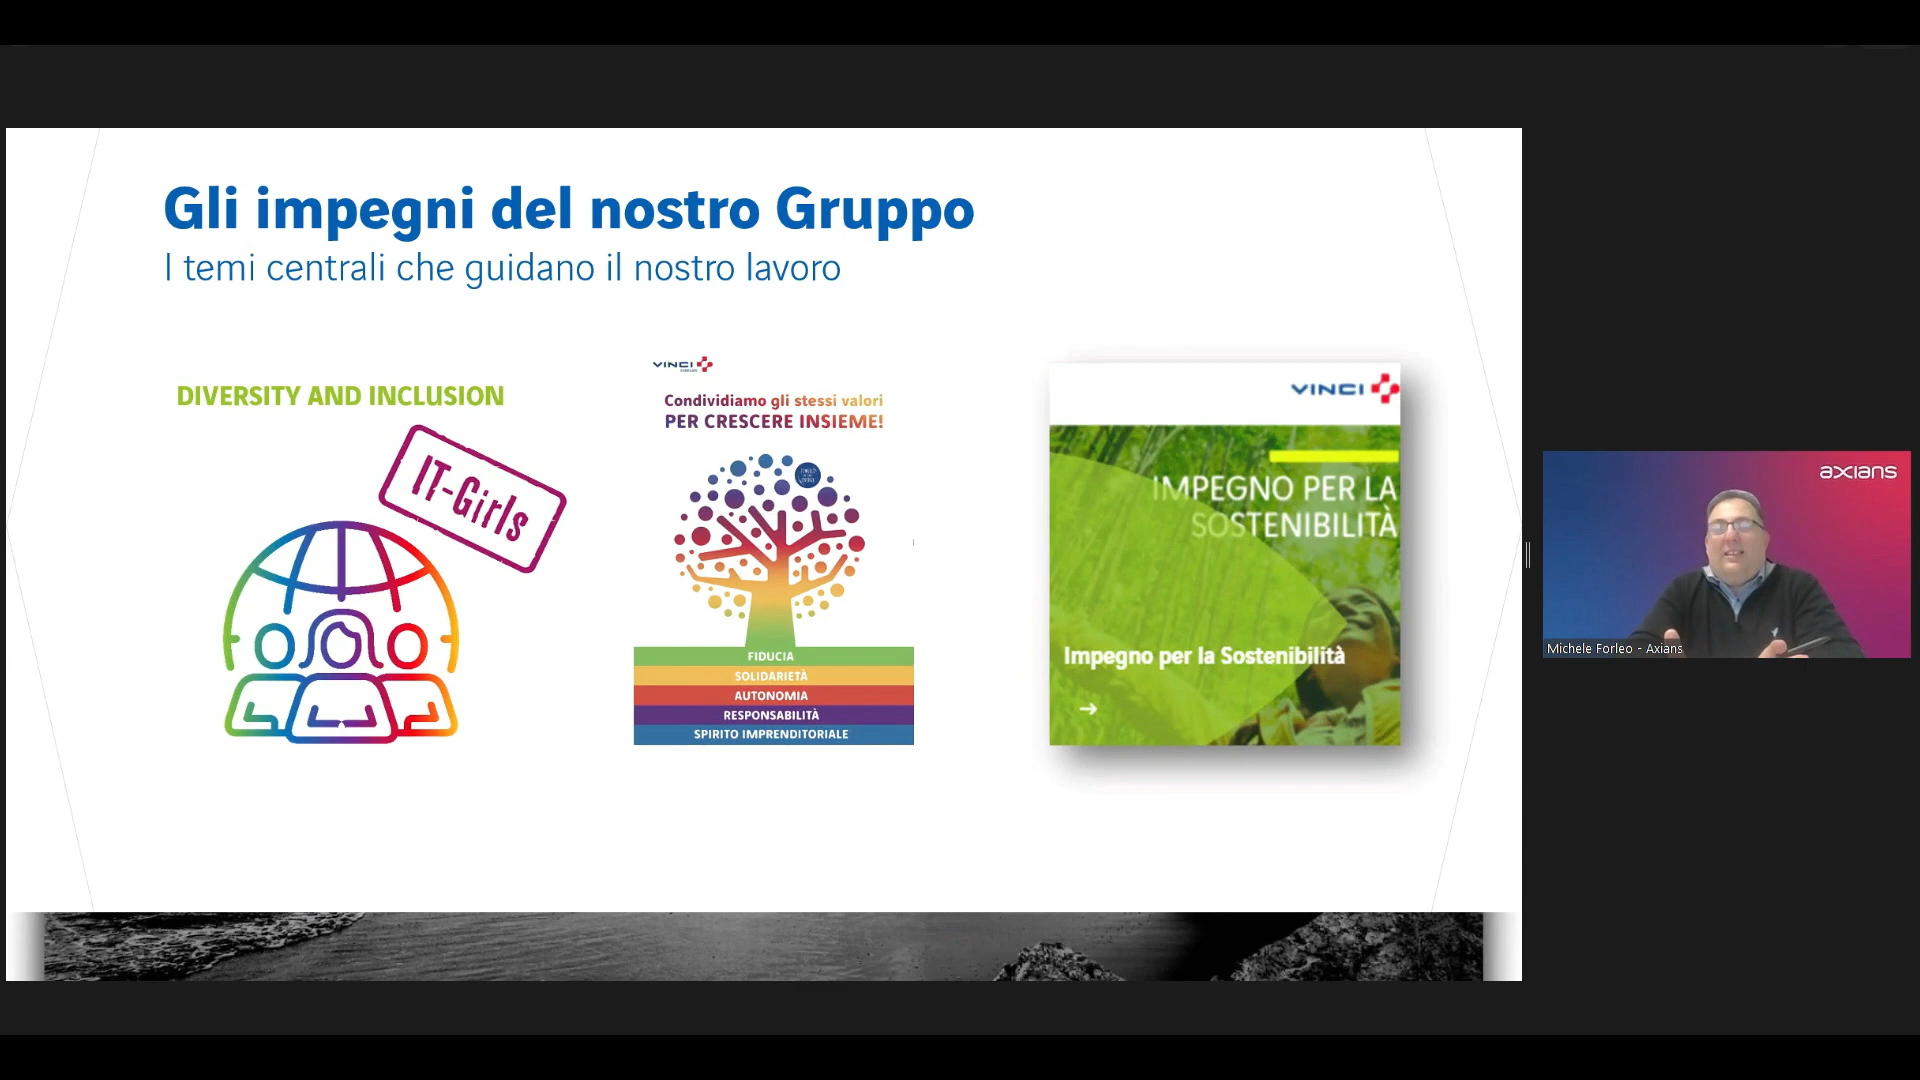 Gli impegni del nostro Gruppo
I temi centrali che guidano il nostro lavoro
DIVERSITY AND INCLUSION
IT-Girls
VINCI
Condividiamo gli stessi valori
PER CRESCERE INSIEME!
FIDUCIA
SOLIDARIETÀ
AUTONOMIA
RESPONSABILITÀ
SPIRITO IMPRENDITORIALE
VINCI
IMPEGNO PER LA
SOSTENIBILITÀ
Impegno per la Sostenibilità
axians
Michele Forleo - Axians